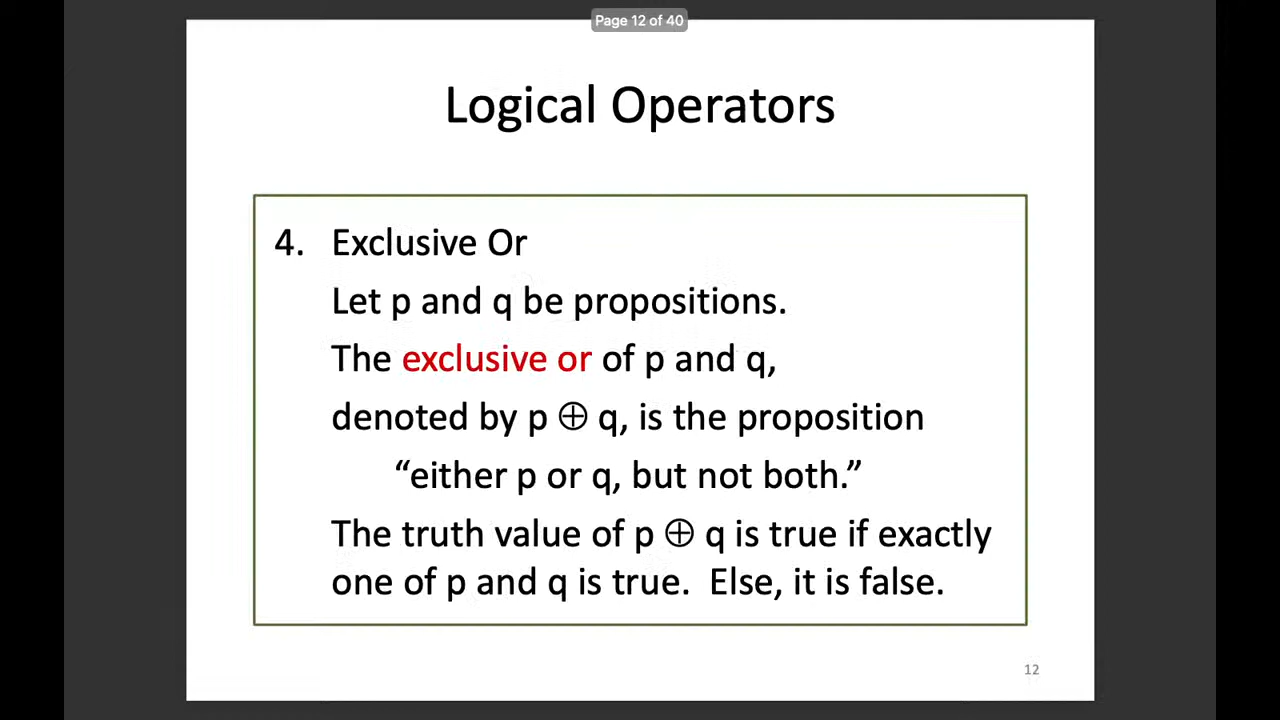 Page 12 of 40
Logical Operators
4. Exclusive Or
Let p and q be propositions.
The exclusive or of p and q,
denoted by p ⊕ q, is the proposition
“either p or q, but not both.”
The truth value of p ⊕ q is true if exactly
one of p and q is true. Else, it is false.
12